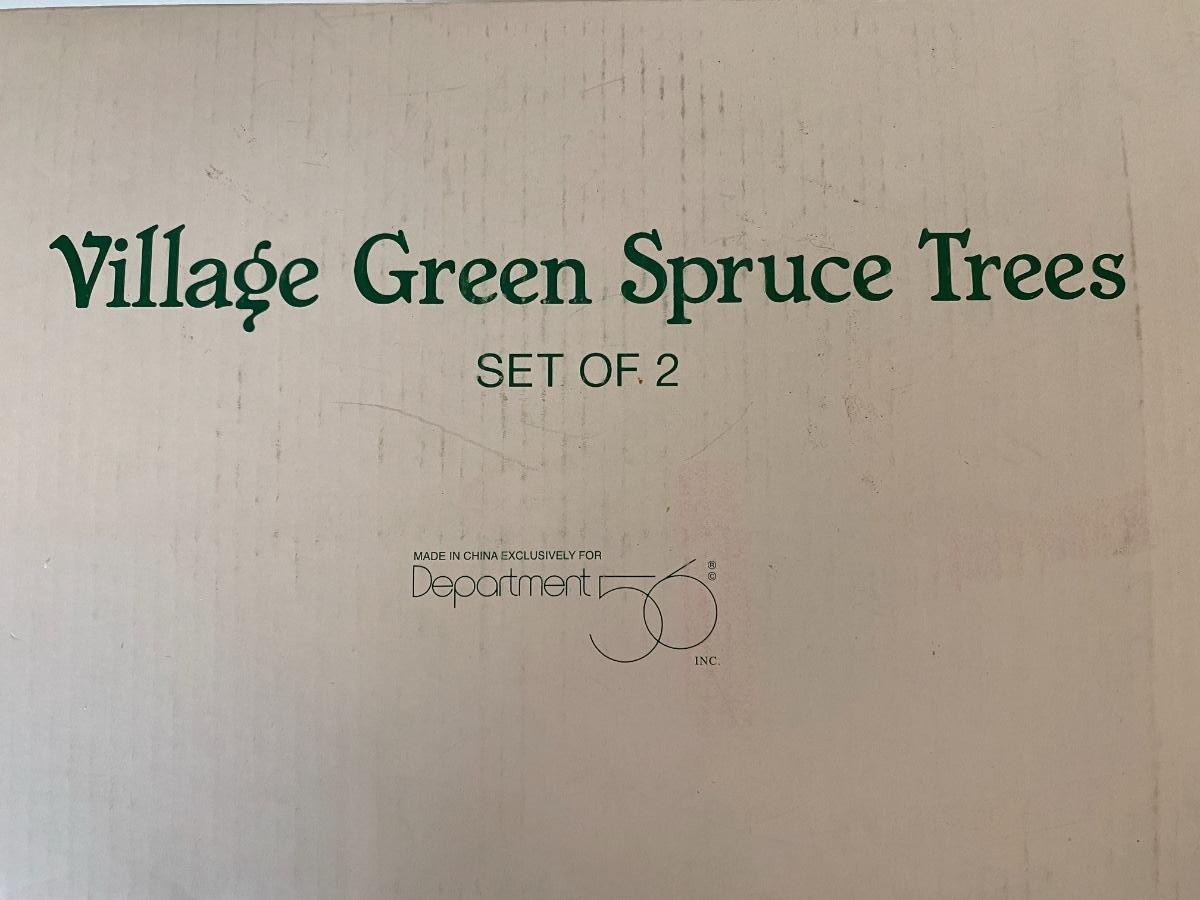 Village Green Spruce Trees
SET OF 2
MADE IN CHINA EXCLUSIVELY FOR
Department 56 ® ©
INC.